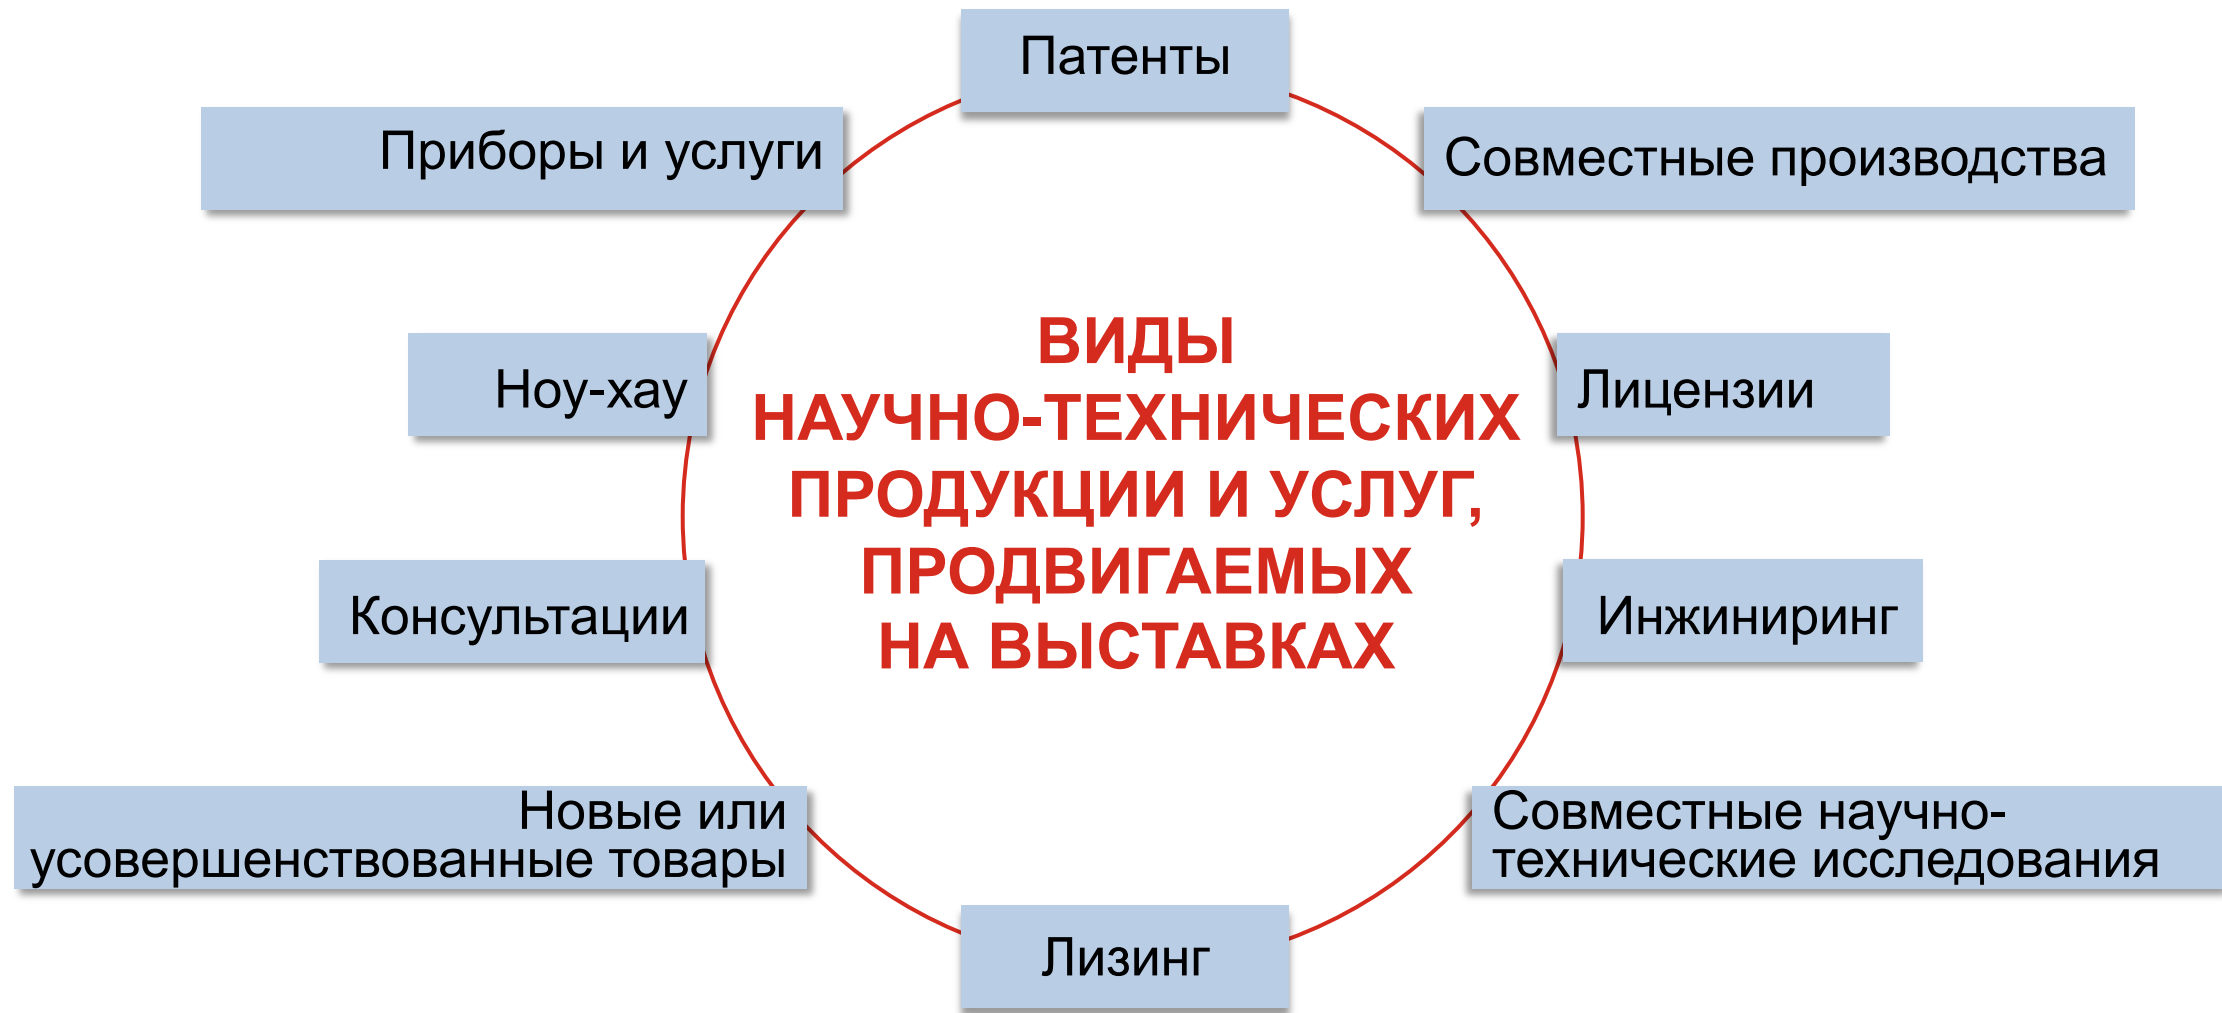 Патенты
Приборы и услуги
Совместные производства
ВИДЫ
НАУЧНО-ТЕХНИЧЕСКИХ
ПРОДУКЦИИ И УСЛУГ,
ПРОДВИГАЕМЫХ
НА ВЫСТАВКАХ
Ноу-хау
Лицензии
Консультации
Инжиниринг
Новые или
усовершенствованные товары
Совместные научно-
технические исследования
Лизинг